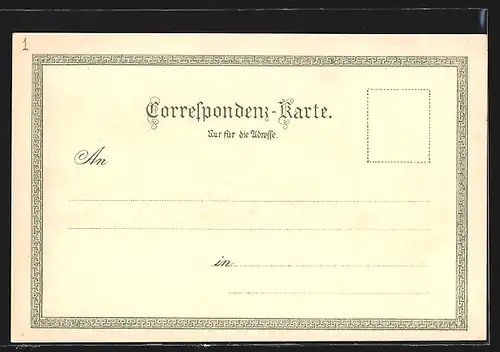 1
Correspondenz-Karte.
Nur für die Adresse.
An
in